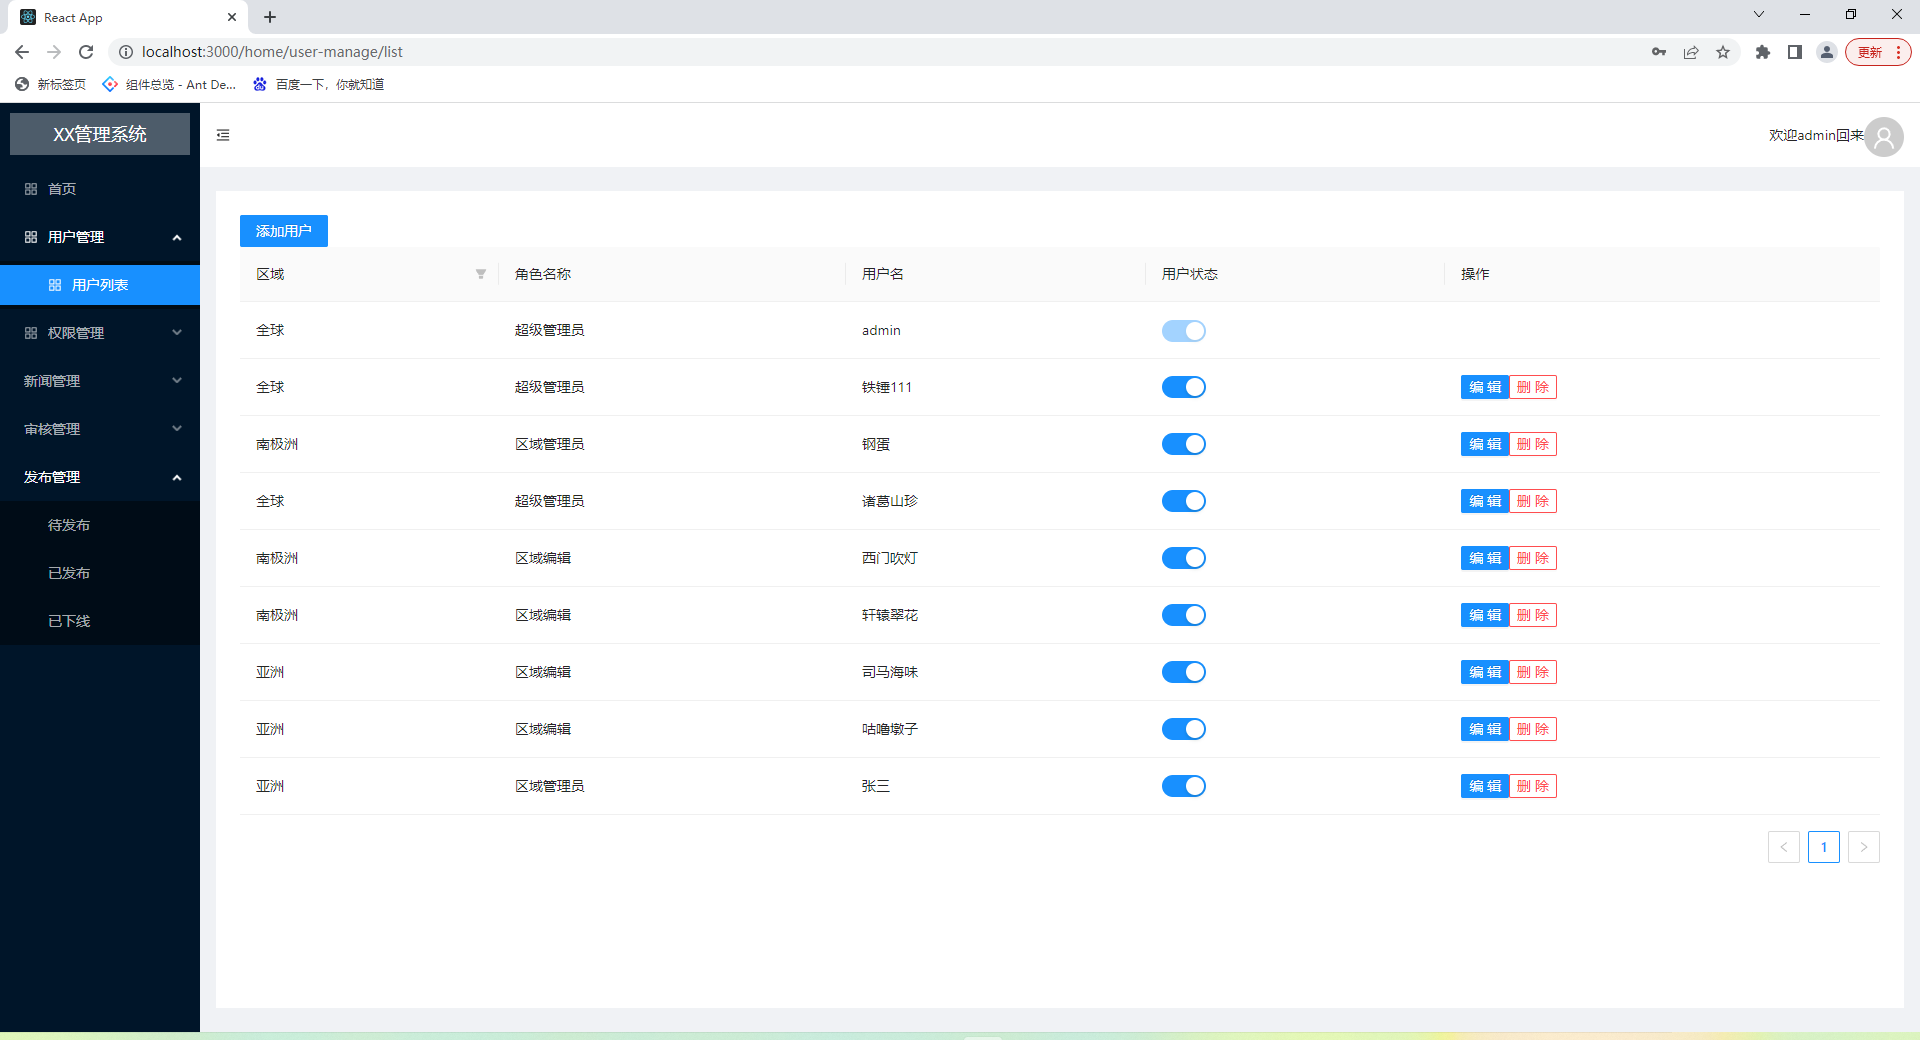 React App
localhost:3000/home/user-manage/list
更新
新标签页
组件总览 - Ant De...
百度一下，你就知道
XX管理系统
欢迎admin回来
首页
用户管理
用户列表
权限管理
新闻管理
审核管理
发布管理
待发布
已发布
已下线
添加用户
区域 角色名称 用户名 用户状态 操作
全球 超级管理员 admin
全球 超级管理员 铁锤111 编 辑 删 除
南极洲 区域管理员 钢蛋 编 辑 删 除
全球 超级管理员 诸葛山珍 编 辑 删 除
南极洲 区域编辑 西门吹灯 编 辑 删 除
南极洲 区域编辑 轩辕翠花 编 辑 删 除
亚洲 区域编辑 司马海味 编 辑 删 除
亚洲 区域编辑 咕噜墩子 编 辑 删 除
亚洲 区域管理员 张三 编 辑 删 除
1